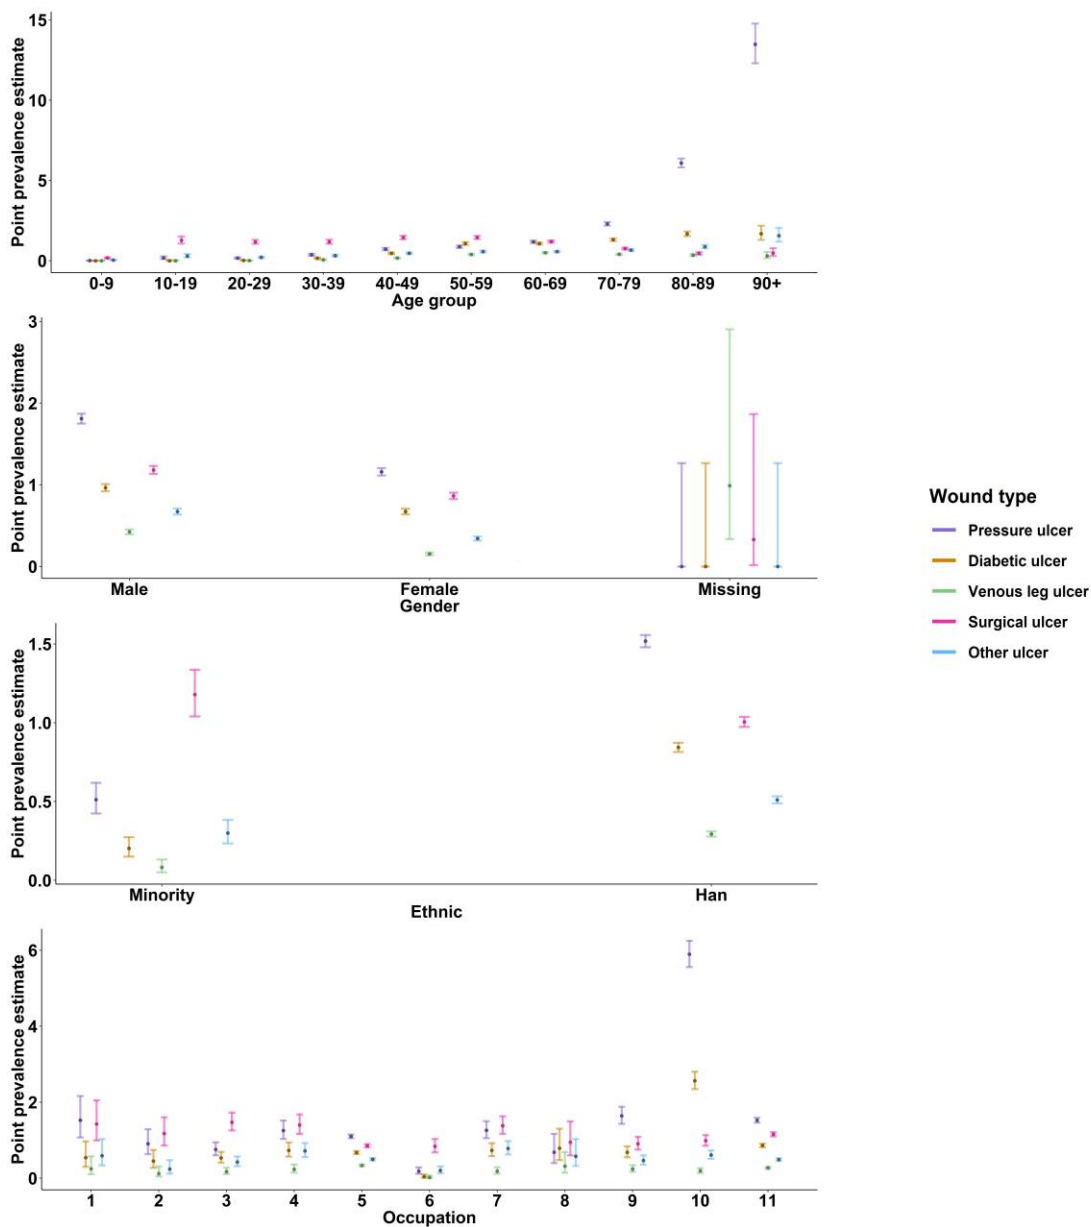 15
10
5
0
Point prevalence estimate
0-9 10-19 20-29 30-39 40-49 50-59 60-69 70-79 80-89 90+
Age group
3
2
1
0
Point prevalence estimate
Male Female Missing
Gender
Wound type
Pressure ulcer
Diabetic ulcer
Venous leg ulcer
Surgical ulcer
Other ulcer
1.5
1.0
0.5
0.0
Point prevalence estimate
Minority Han
Ethnic
6
4
2
0
Point prevalence estimate
1 2 3 4 5 6 7 8 9 10 11
Occupation